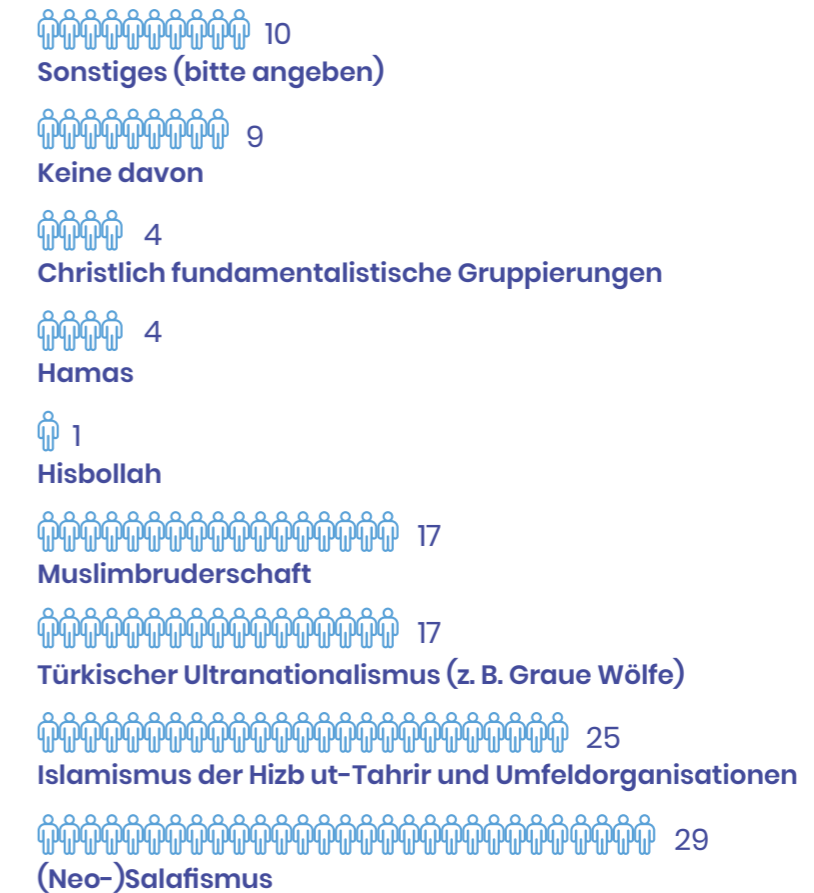 10
Sonstiges (bitte angeben)
9
Keine davon
4
Christlich fundamentalistische Gruppierungen
4
Hamas
1
Hisbollah
17
Muslimbruderschaft
17
Türkischer Ultranationalismus (z. B. Graue Wölfe)
25
Islamismus der Hizb ut-Tahrir und Umfeldorganisationen
29
(Neo-)Salafismus